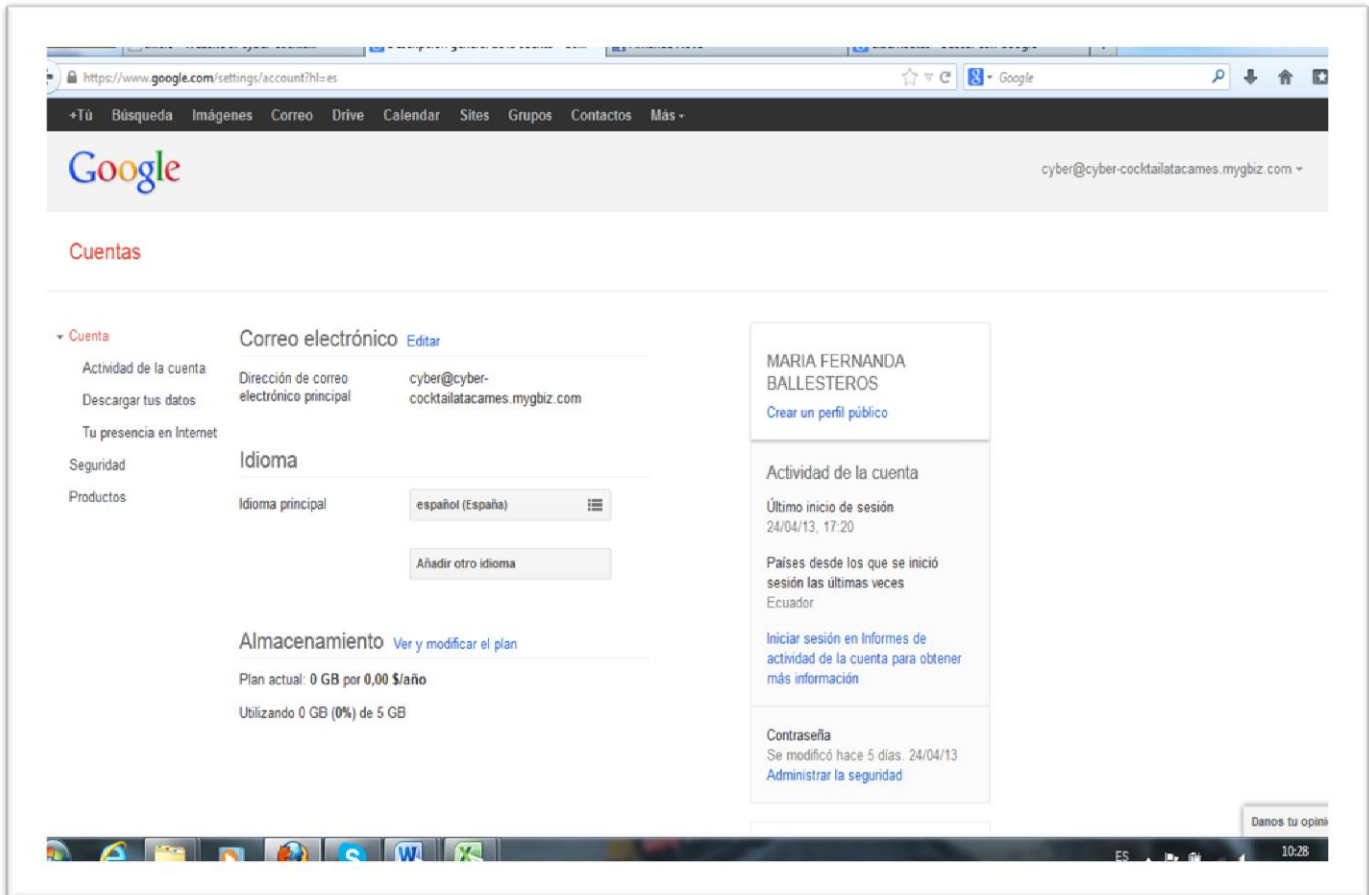 https://www.google.com/settings/account?hl=es
Google
+Tú Búsqueda Imágenes Correo Drive Calendar Sites Grupos Contactos Más
Google
cyber@cyber-cocktailatacames.mygbiz.com
Cuentas
Cuenta
Actividad de la cuenta
Descargar tus datos
Tu presencia en Internet
Seguridad
Productos
Correo electrónico Editar
Dirección de correo
electrónico principal
cyber@cyber-
cocktailatacames.mygbiz.com
Idioma
Idioma principal
español (España)
Añadir otro idioma
Almacenamiento Ver y modificar el plan
Plan actual: 0 GB por 0,00 $/año
Utilizando 0 GB (0%) de 5 GB
MARIA FERNANDA
BALLESTEROS
Crear un perfil público
Actividad de la cuenta
Último inicio de sesión
24/04/13, 17:20
Países desde los que se inició
sesión las últimas veces
Ecuador
Iniciar sesión en Informes de
actividad de la cuenta para obtener
más información
Contraseña
Se modificó hace 5 días. 24/04/13
Administrar la seguridad
Danos tu opini
ES
10:28